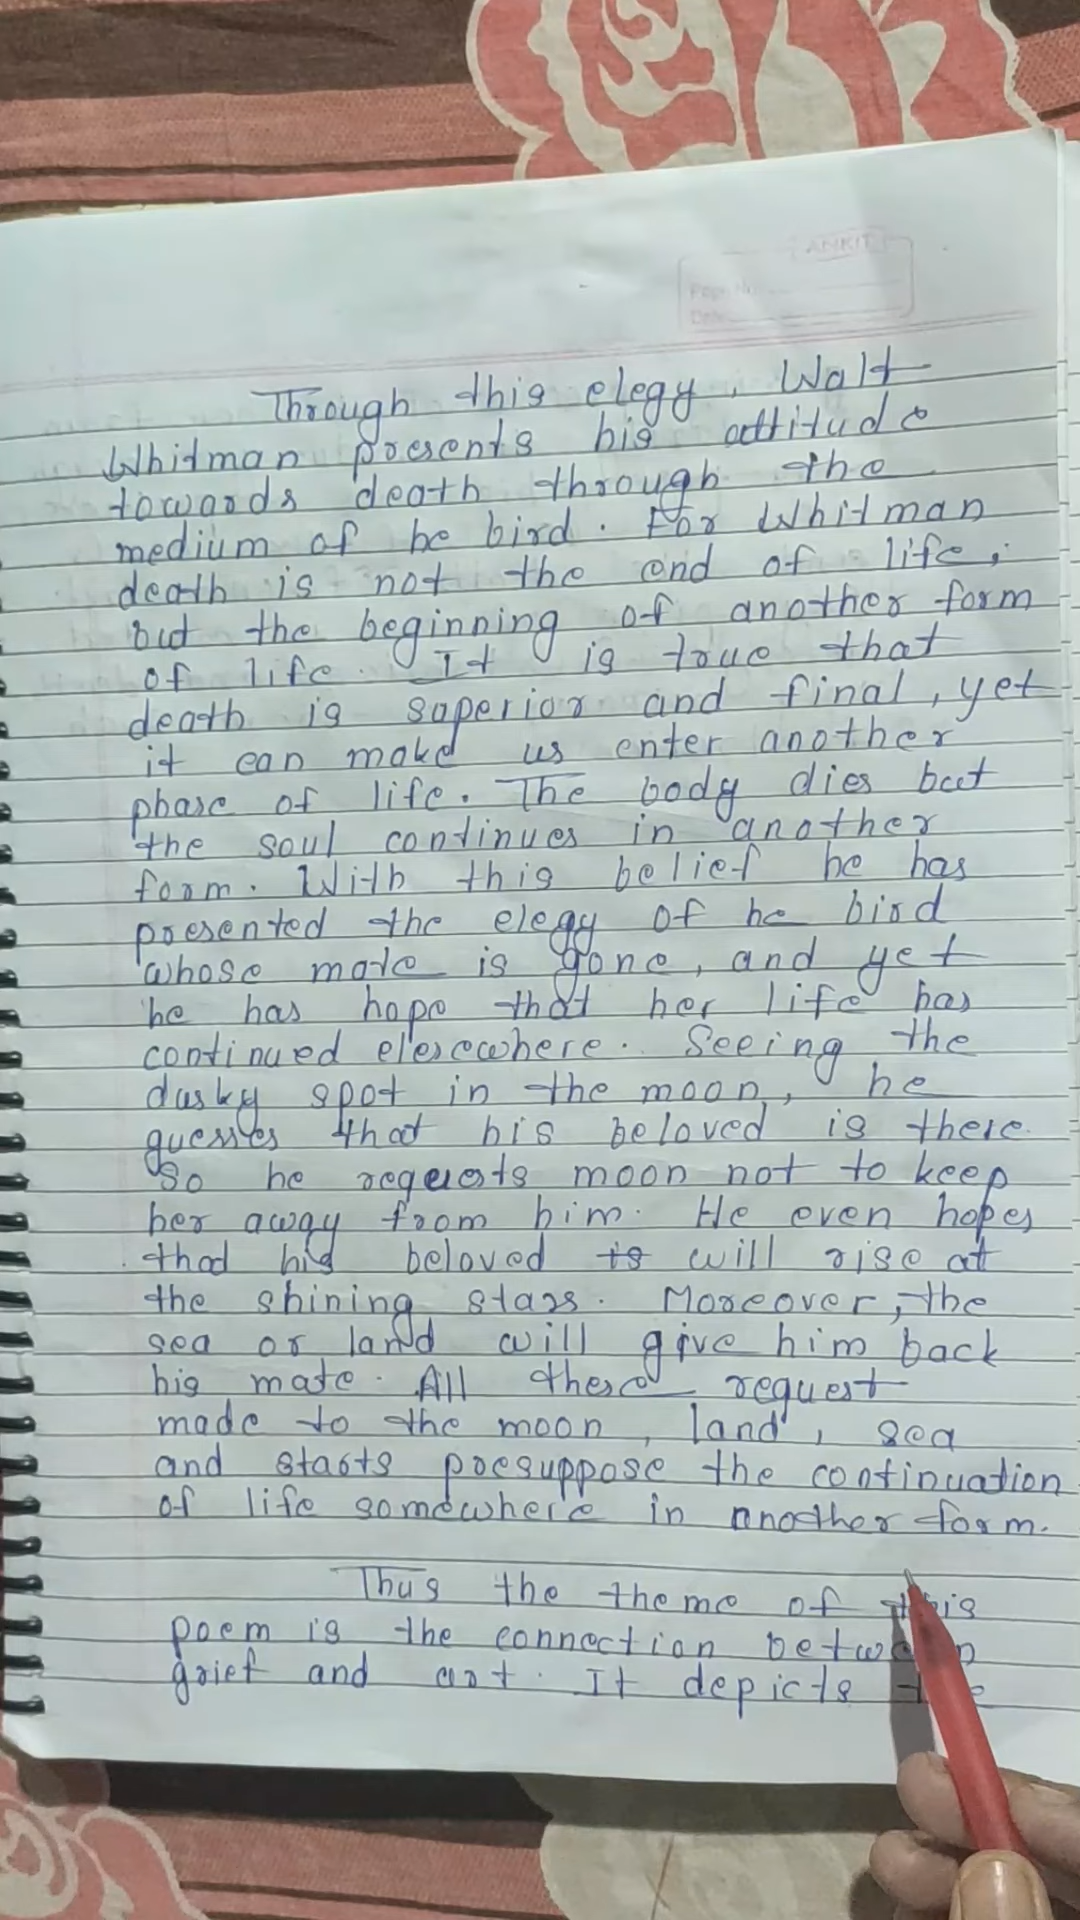 ANKIT
Page No.
Date
Through this elegy, Walt
Whitman presents his attitude
towards death through the
medium of he bird. For Whitman
death is not the end of life,
but the beginning of another form
of life. It is true that
death is superior and final, yet
it can make us enter another
phase of life. The body dies but
the soul continues in another
form. With this belief he has
presented the elegy of he bird
whose mate is gone, and yet
he has hope that her life has
continued elesewhere. Seeing the
dusky spot in the moon, he
guesses that his beloved is there.
So he requests moon not to keep
her away from him. He even hopes
that his beloved is will rise at
the shining stars. Moreover, the
sea or land will give him back
his mate. All these request
made to the moon, land, sea
and starts presuppose the continuation
of life somewhere in another form.
Thus the theme of this
poem is the connection between
grief and art. It depicts